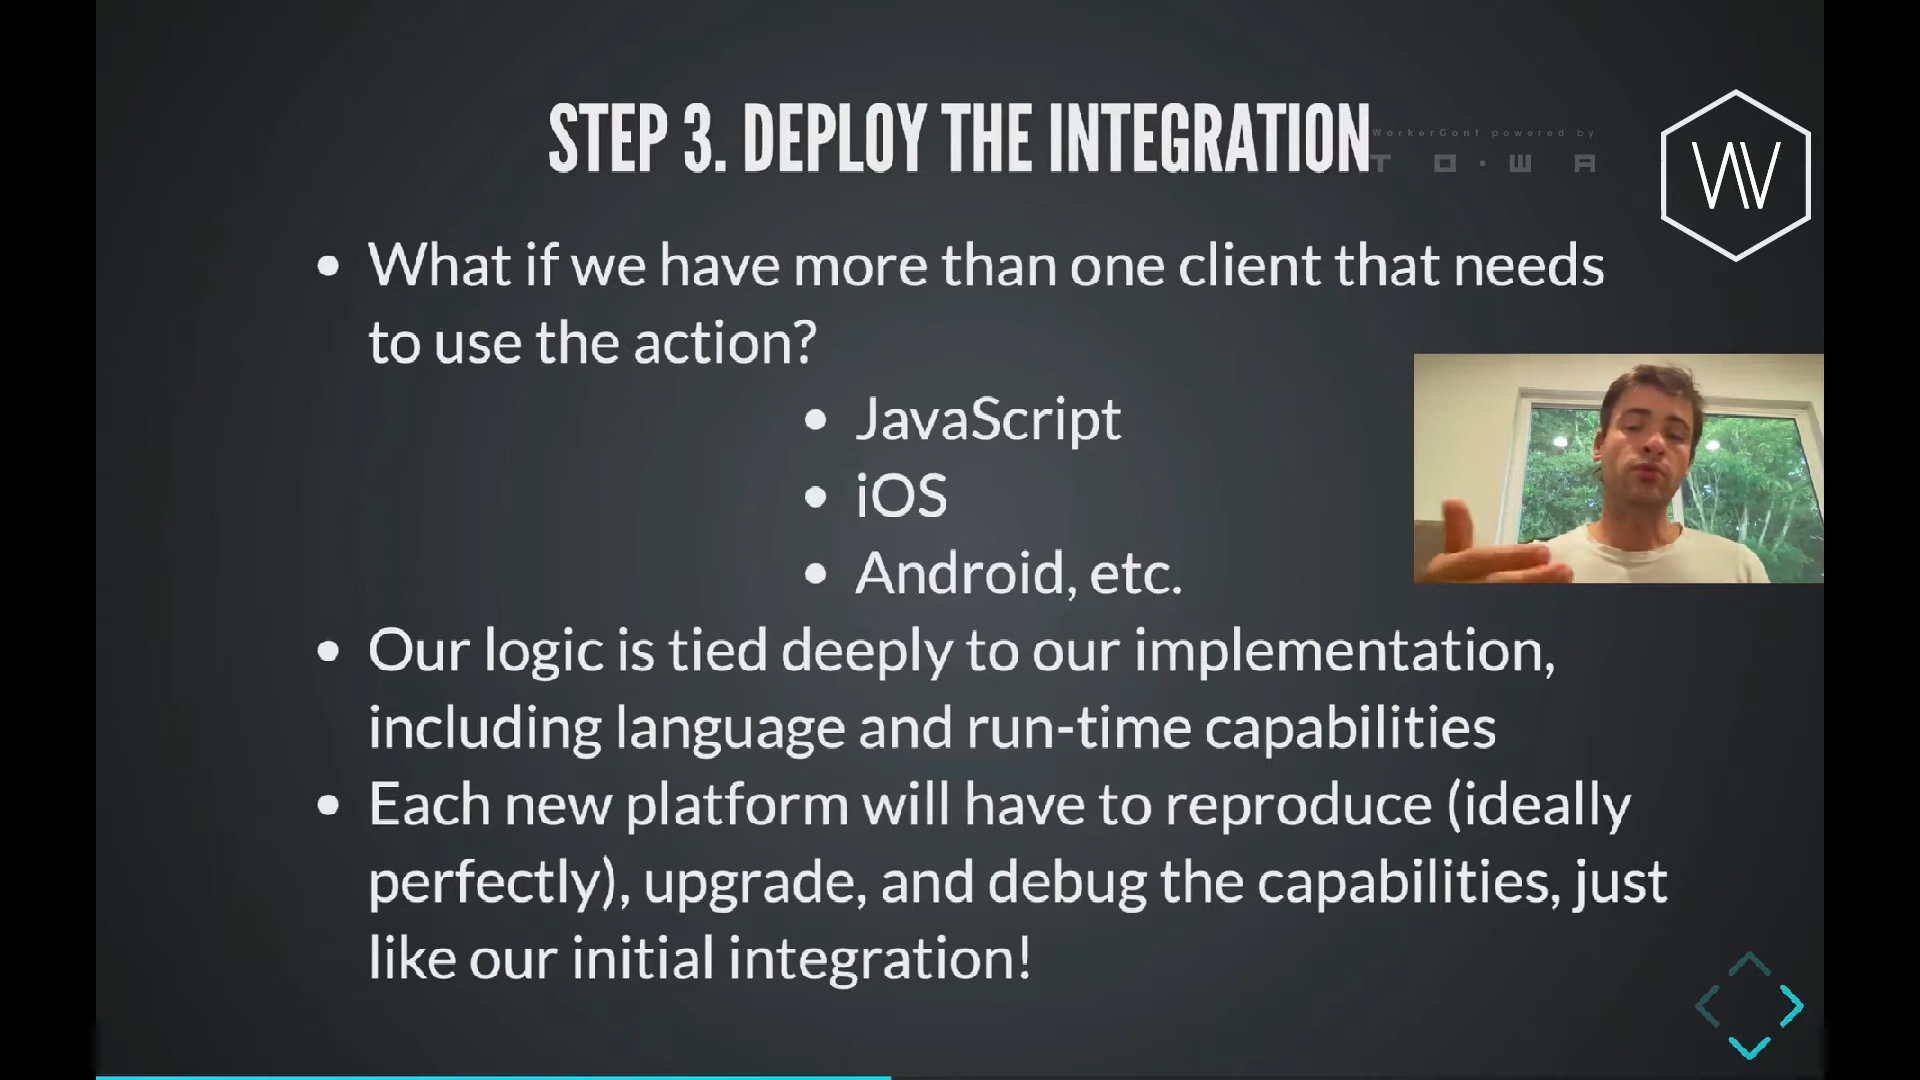 STEP 3. DEPLOY THE INTEGRATION
WorkerConf powered by
TO·WA
W
• What if we have more than one client that needs
to use the action?
• JavaScript
• iOS
• Android, etc.
• Our logic is tied deeply to our implementation,
including language and run-time capabilities
• Each new platform will have to reproduce (ideally
perfectly), upgrade, and debug the capabilities, just
like our initial integration!